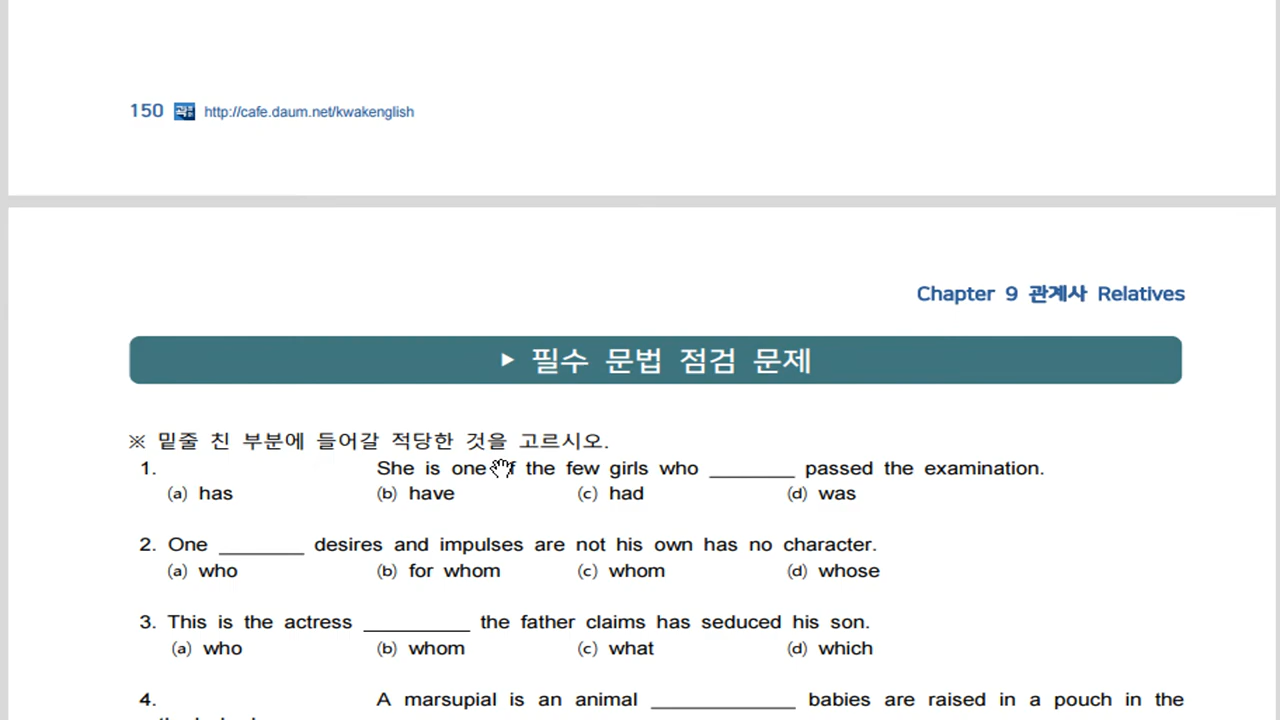 150 http://cafe.daum.net/kwakenglish
Chapter 9 관계사 Relatives
▶ 필수 문법 점검 문제
※ 밑줄 친 부분에 들어갈 적당한 것을 고르시오.
1. She is one of the few girls who ________ passed the examination.
(a) has (b) have (c) had (d) was
2. One ________ desires and impulses are not his own has no character.
(a) who (b) for whom (c) whom (d) whose
3. This is the actress __________ the father claims has seduced his son.
(a) who (b) whom (c) what (d) which
4. A marsupial is an animal ______________ babies are raised in a pouch in the